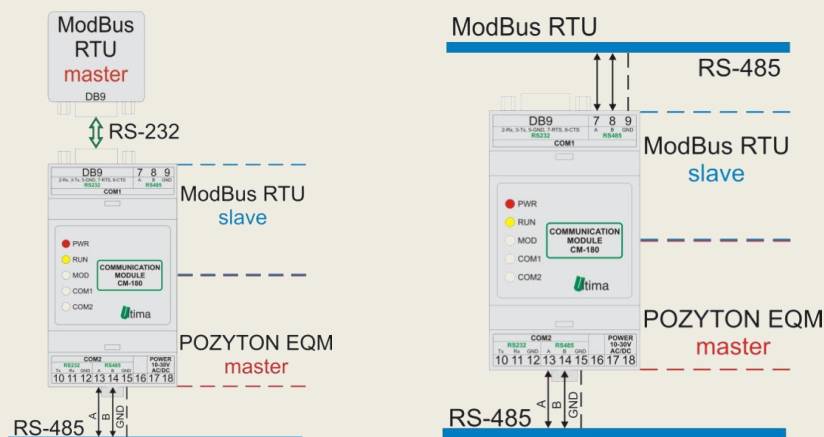 ModBus
RTU
master
DB9
RS-232
DB9 7 8 9
2-Rx, 3-Tx, 5-GND, 7-RTS, 8-CTS A B GND
RS232 RS485
COM1
ModBus RTU
slave
PWR
RUN
MOD
COM1
COM2
COMMUNICATION
MODULE
CM-180
Utima
POZYTON EQM
master
COM2 POWER
RS232 RS485 10-30V
Tx Rx GND A B GND AC/DC
10 11 12 13 14 15 16 17 18
A B GND
RS-485
ModBus RTU
RS-485
DB9 7 8 9
2-Rx, 3-Tx, 5-GND, 7-RTS, 8-CTS A B GND
RS232 RS485
COM1
ModBus RTU
slave
PWR
RUN
MOD
COM1
COM2
COMMUNICATION
MODULE
CM-180
Utima
POZYTON EQM
master
COM2 POWER
RS232 RS485 10-30V
Tx Rx GND A B GND AC/DC
10 11 12 13 14 15 16 17 18
A B GND
RS-485